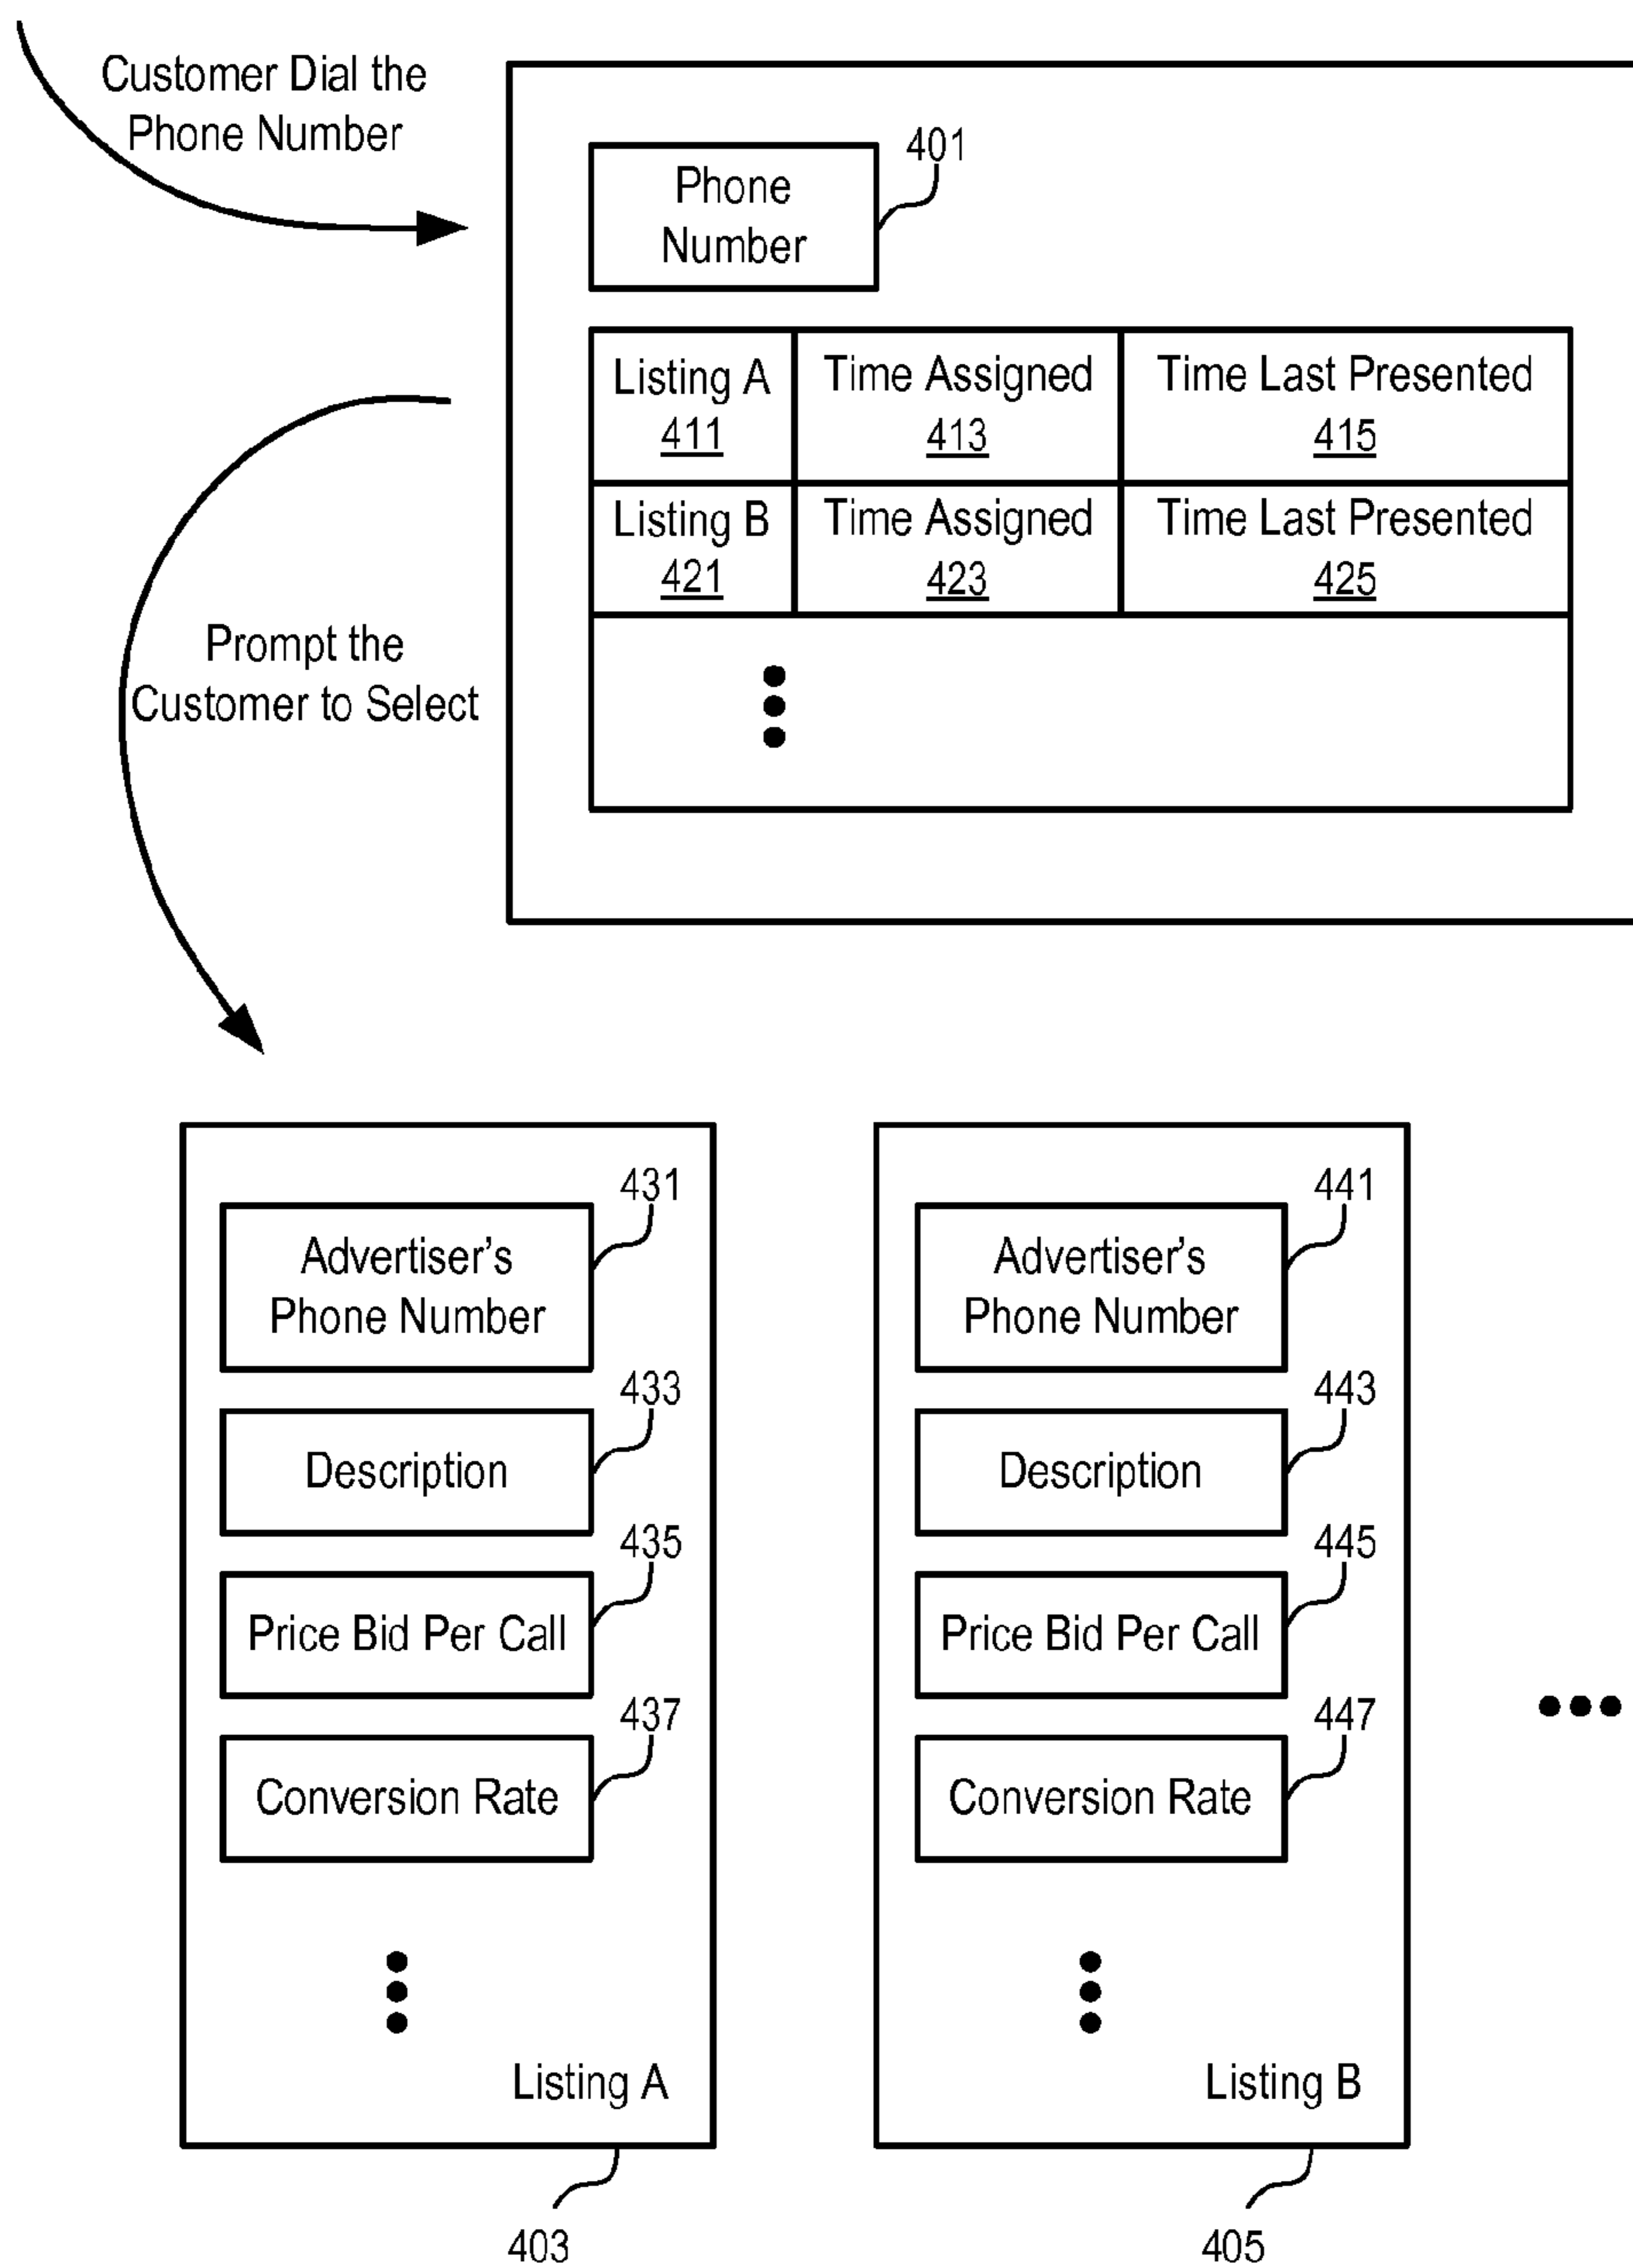 Customer Dial the
Phone Number
401
Phone
Number
Listing A
411
Time Assigned
413
Time Last Presented
415
Listing B
421
Time Assigned
423
Time Last Presented
425
Prompt the
Customer to Select
431
Advertiser's
Phone Number
433
Description
435
Price Bid Per Call
437
Conversion Rate
Listing A
403
441
Advertiser's
Phone Number
443
Description
445
Price Bid Per Call
447
Conversion Rate
Listing B
405